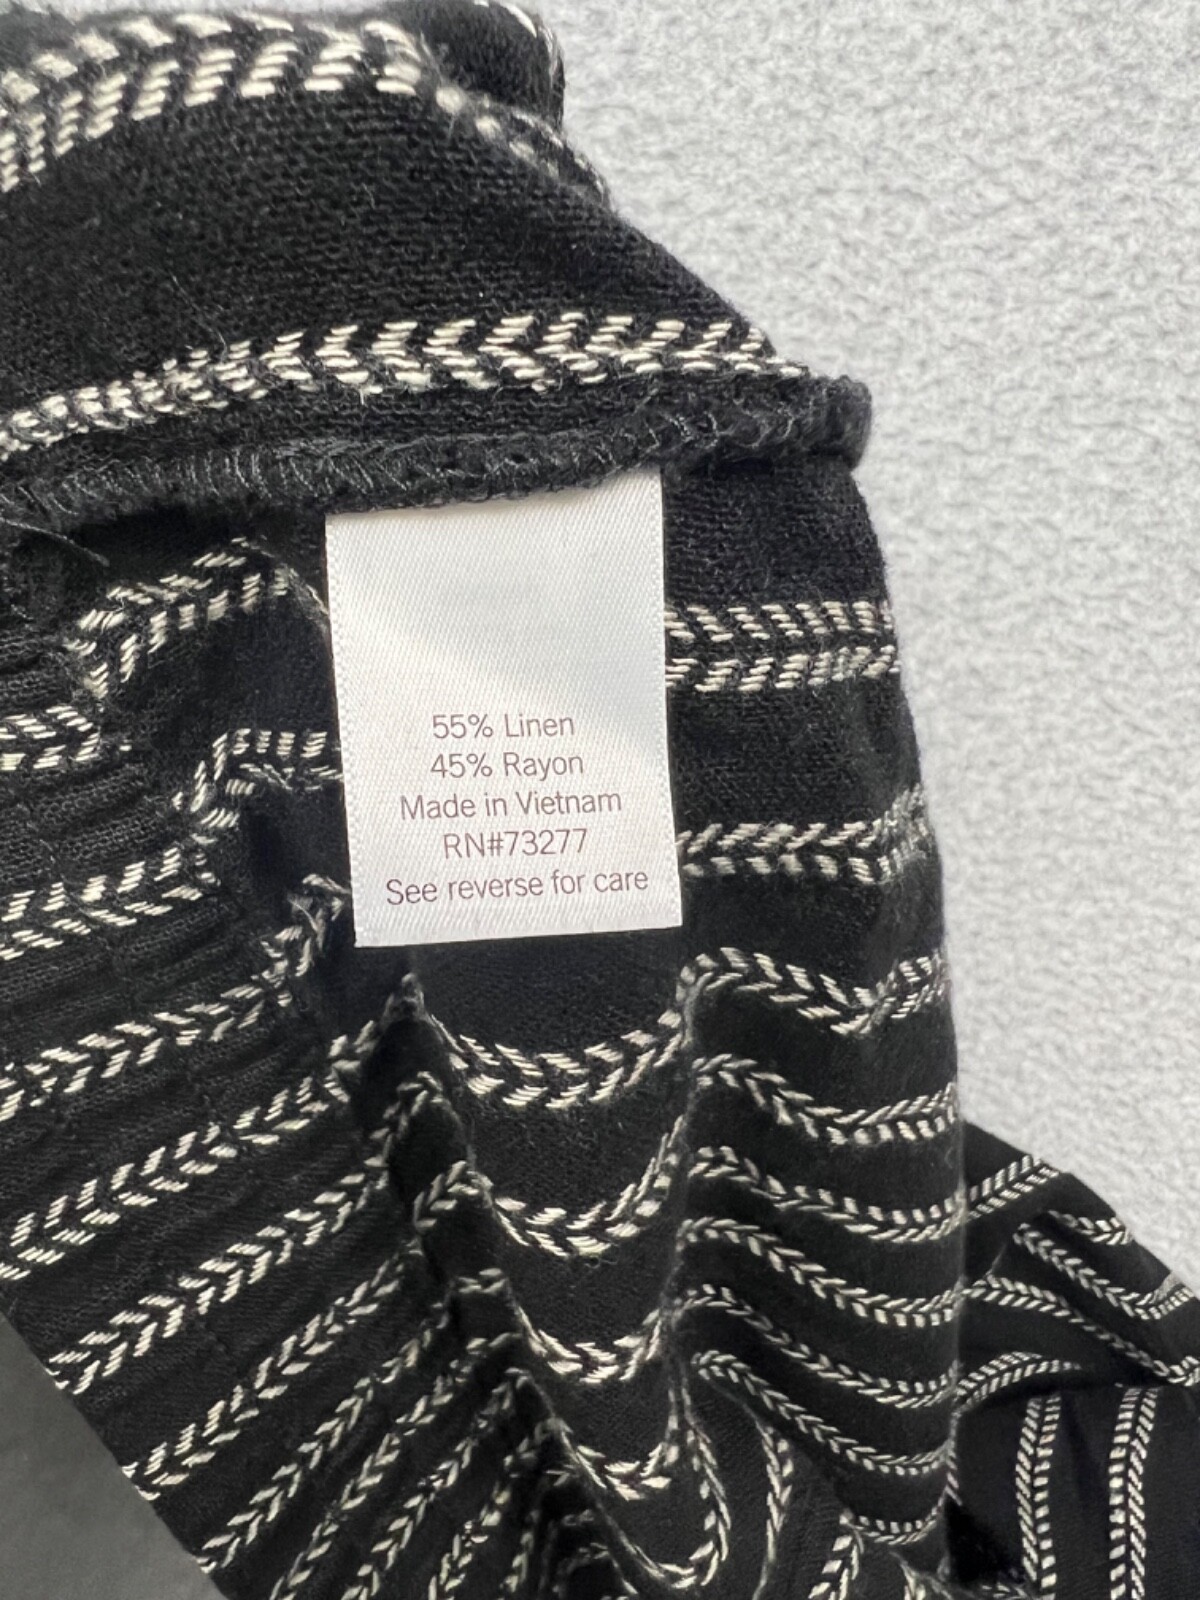 55% Linen
45% Rayon
Made in Vietnam
RN#73277
See reverse for care